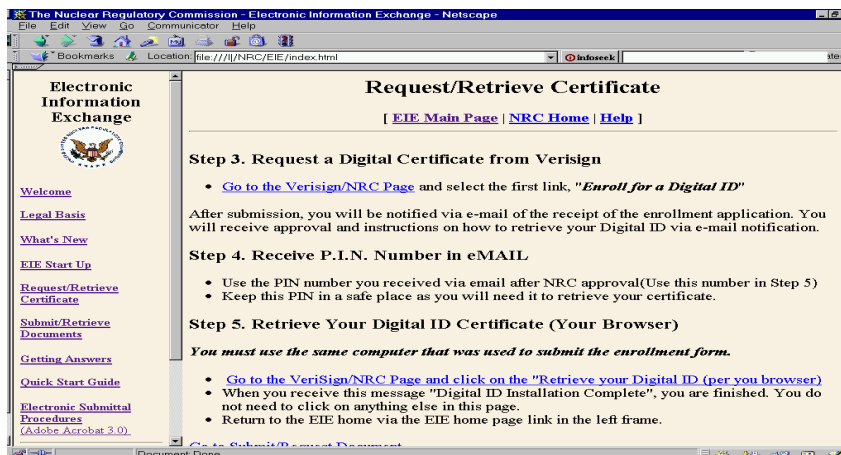 The Nuclear Regulatory Commission - Electronic Information Exchange - Netscape
File Edit View Go Communicator Help
Bookmarks Location: file:///I|/NRC/EIE/index.html infoseek
Electronic
Information
Exchange
Welcome
Legal Basis
What's New
EIE Start Up
Request/Retrieve
Certificate
Submit/Retrieve
Documents
Getting Answers
Quick Start Guide
Electronic Submittal
Procedures
(Adobe Acrobat 3.0)
Request/Retrieve Certificate
[ EIE Main Page | NRC Home | Help ]
Step 3. Request a Digital Certificate from Verisign
• Go to the Verisign/NRC Page and select the first link, "Enroll for a Digital ID"
After submission, you will be notified via e-mail of the receipt of the enrollment application. You
will receive approval and instructions on how to retrieve your Digital ID via e-mail notification.
Step 4. Receive P.I.N. Number in eMAIL
• Use the PIN number you received via email after NRC approval(Use this number in Step 5)
• Keep this PIN in a safe place as you will need it to retrieve your certificate.
Step 5. Retrieve Your Digital ID Certificate (Your Browser)
You must use the same computer that was used to submit the enrollment form.
• Go to the VeriSign/NRC Page and click on the "Retrieve your Digital ID (per you browser)
• When you receive this message "Digital ID Installation Complete", you are finished. You do
not need to click on anything else in this page.
• Return to the EIE home via the EIE home page link in the left frame.
Go to Submit/Request Document
Document: Done